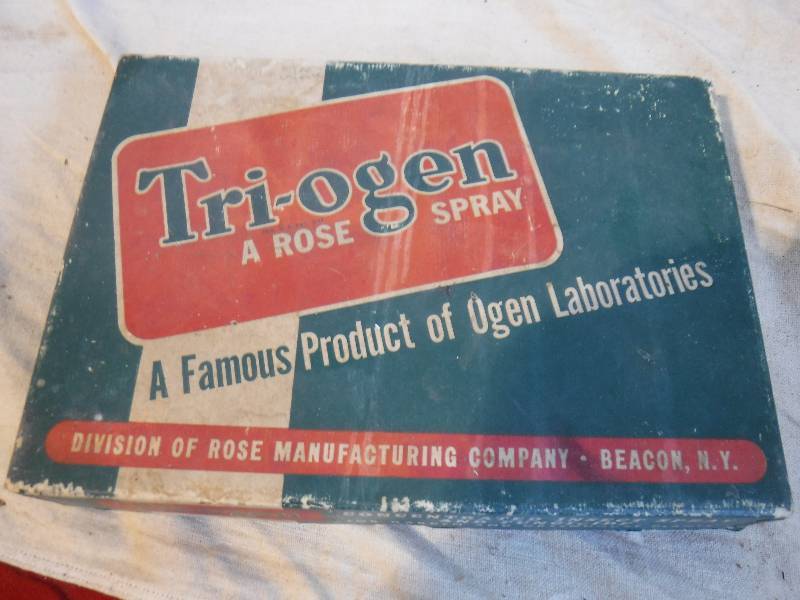 Tri-ogen
A ROSE SPRAY
A Famous Product of Ogen Laboratories
DIVISION OF ROSE MANUFACTURING COMPANY · BEACON, N.Y.